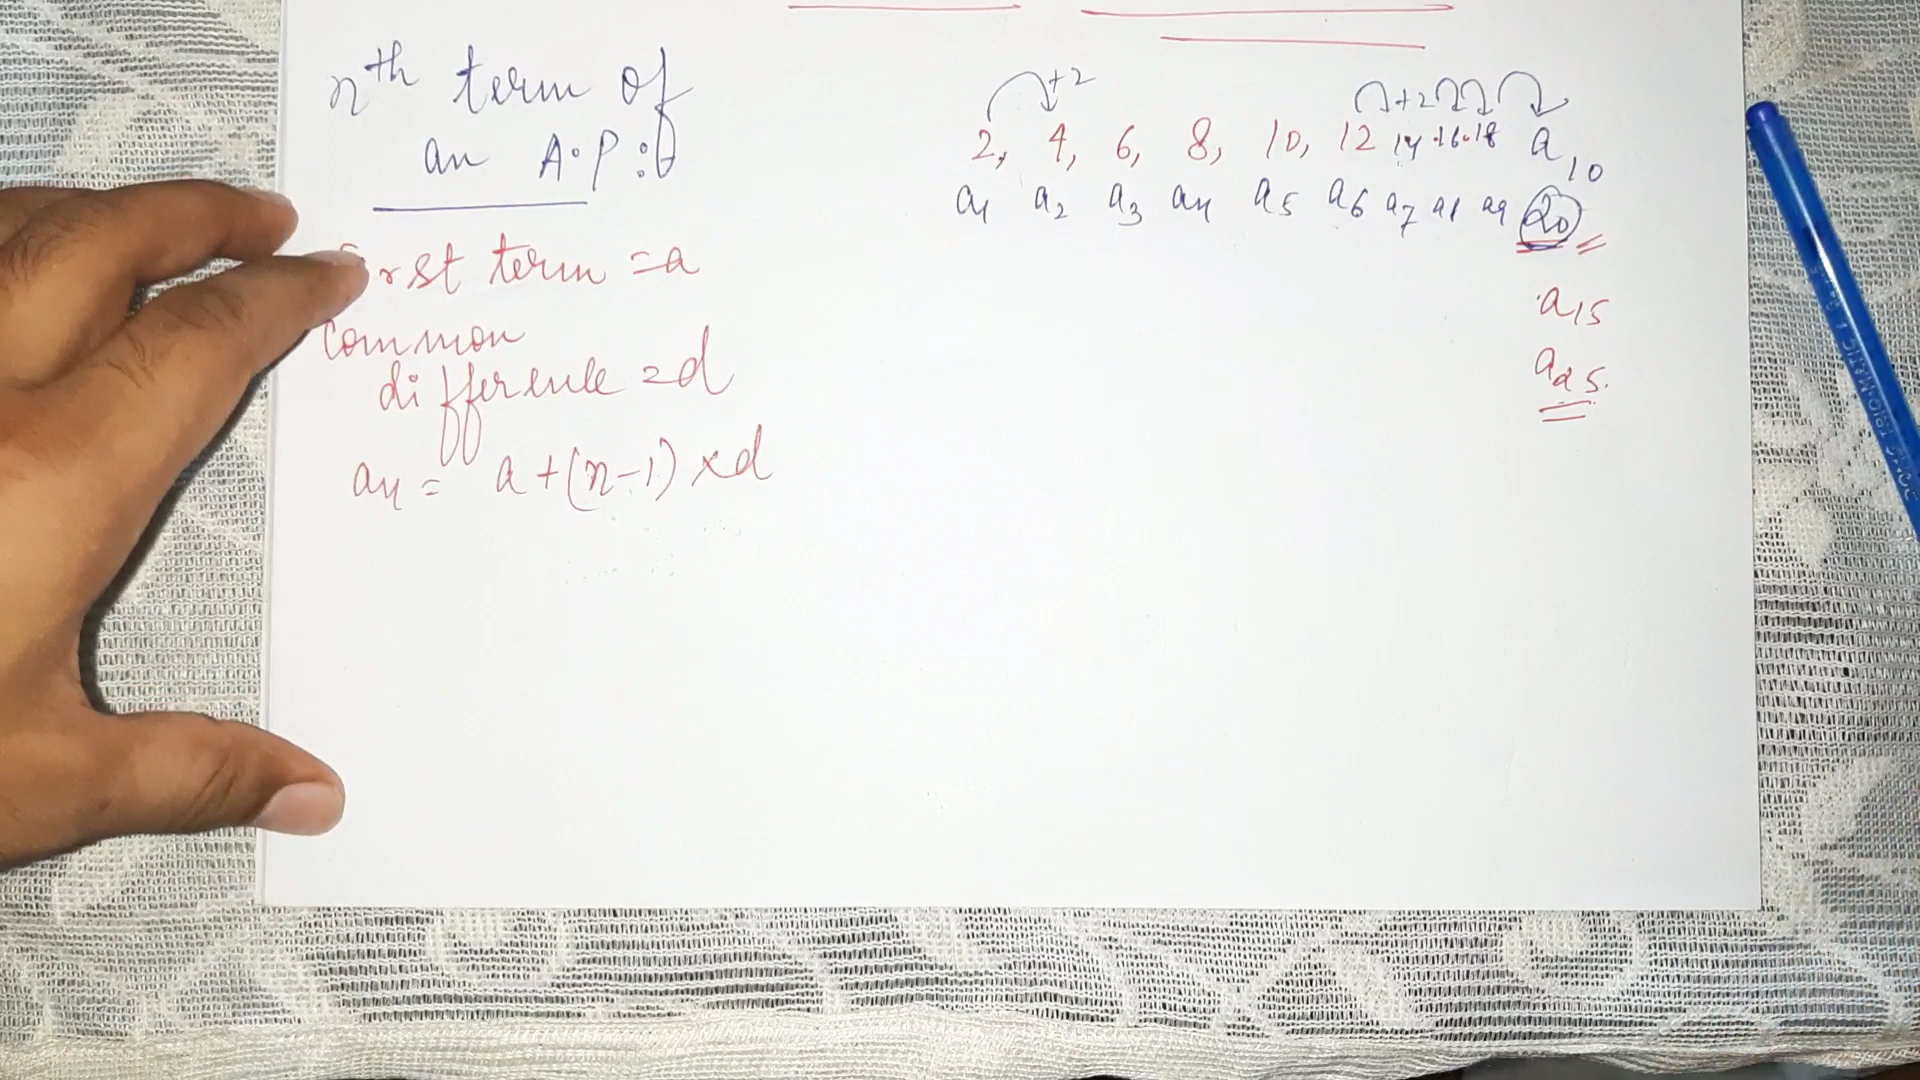 nth term of
an A.P :
First term = a
Common
difference = d
an = a + (n-1) × d
+2 +2
2, 4, 6, 8, 10, 12 14 16 18 a10
a1 a2 a3 a4 a5 a6 a7 a8 a9 20
a15
a25